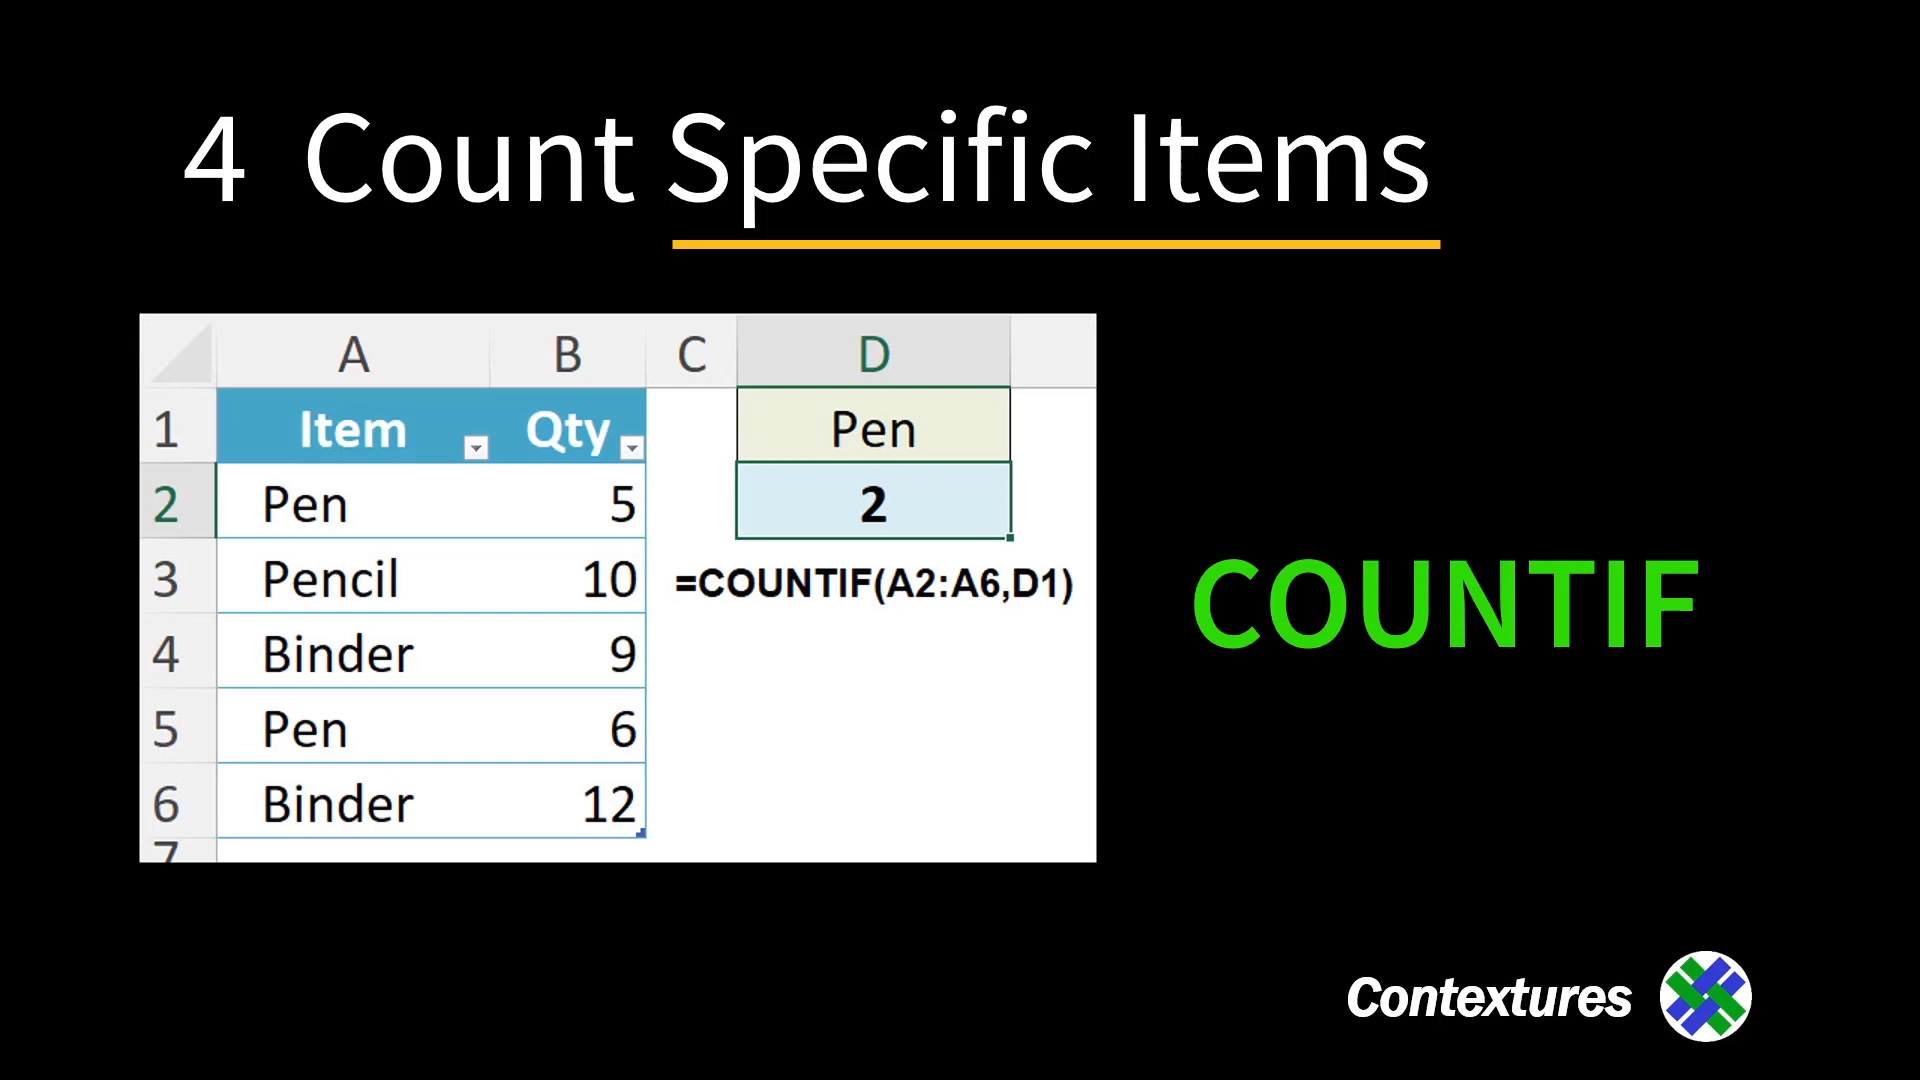 4 Count Specific Items
A B C D
1 Item Qty Pen
2 Pen 5 2
3 Pencil 10 =COUNTIF(A2:A6,D1)
COUNTIF
4 Binder 9
5 Pen 6
6 Binder 12
7
Contextures